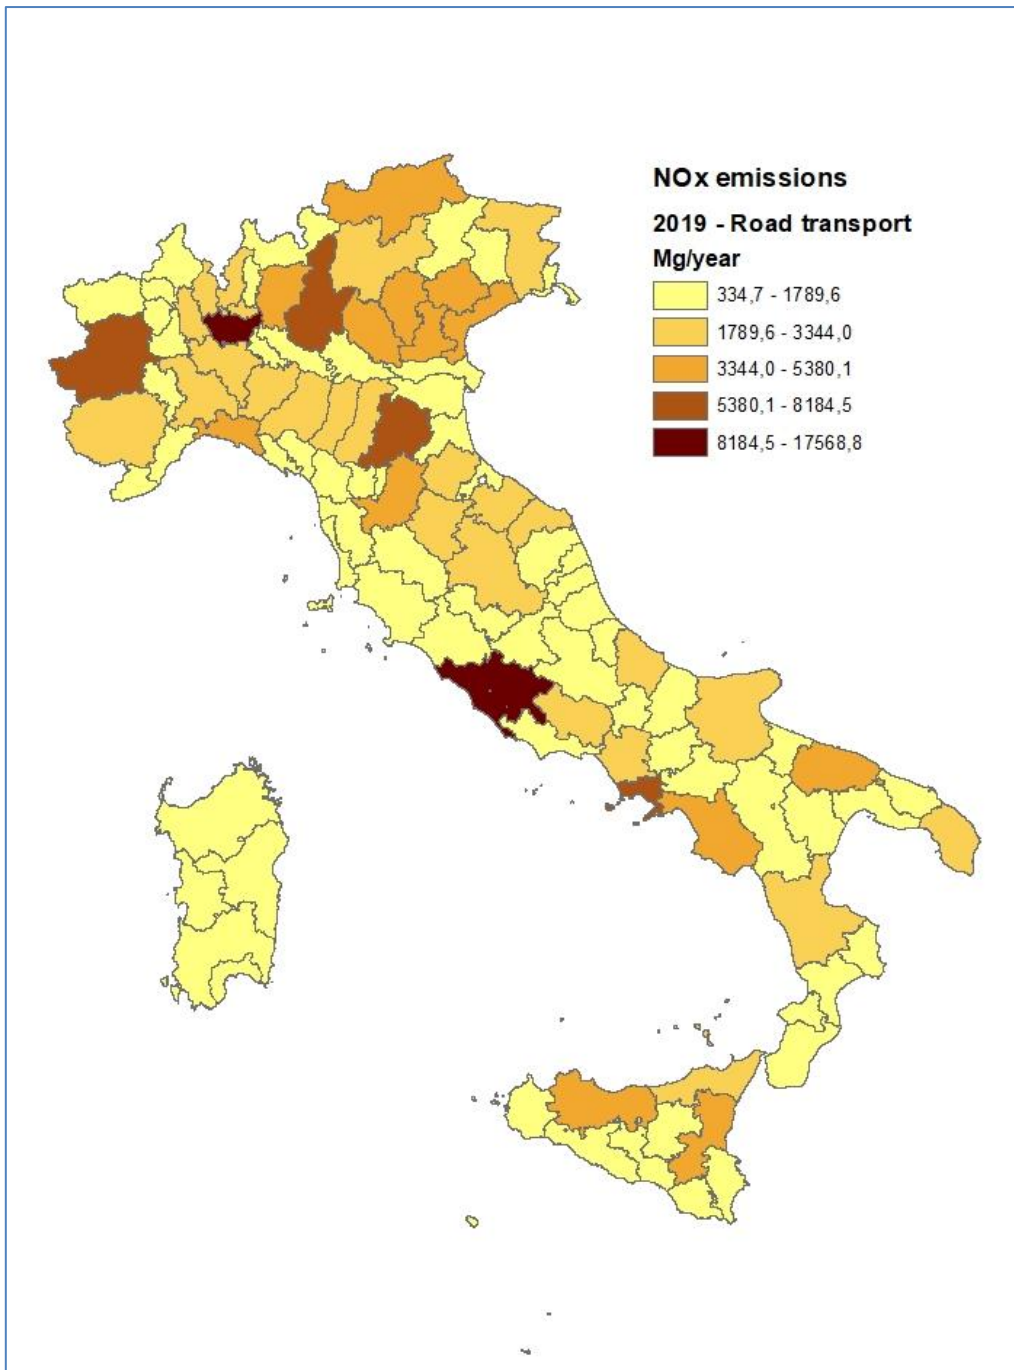 NOx emissions
2019 - Road transport
Mg/year
334,7 - 1789,6
1789,6 - 3344,0
3344,0 - 5380,1
5380,1 - 8184,5
8184,5 - 17568,8